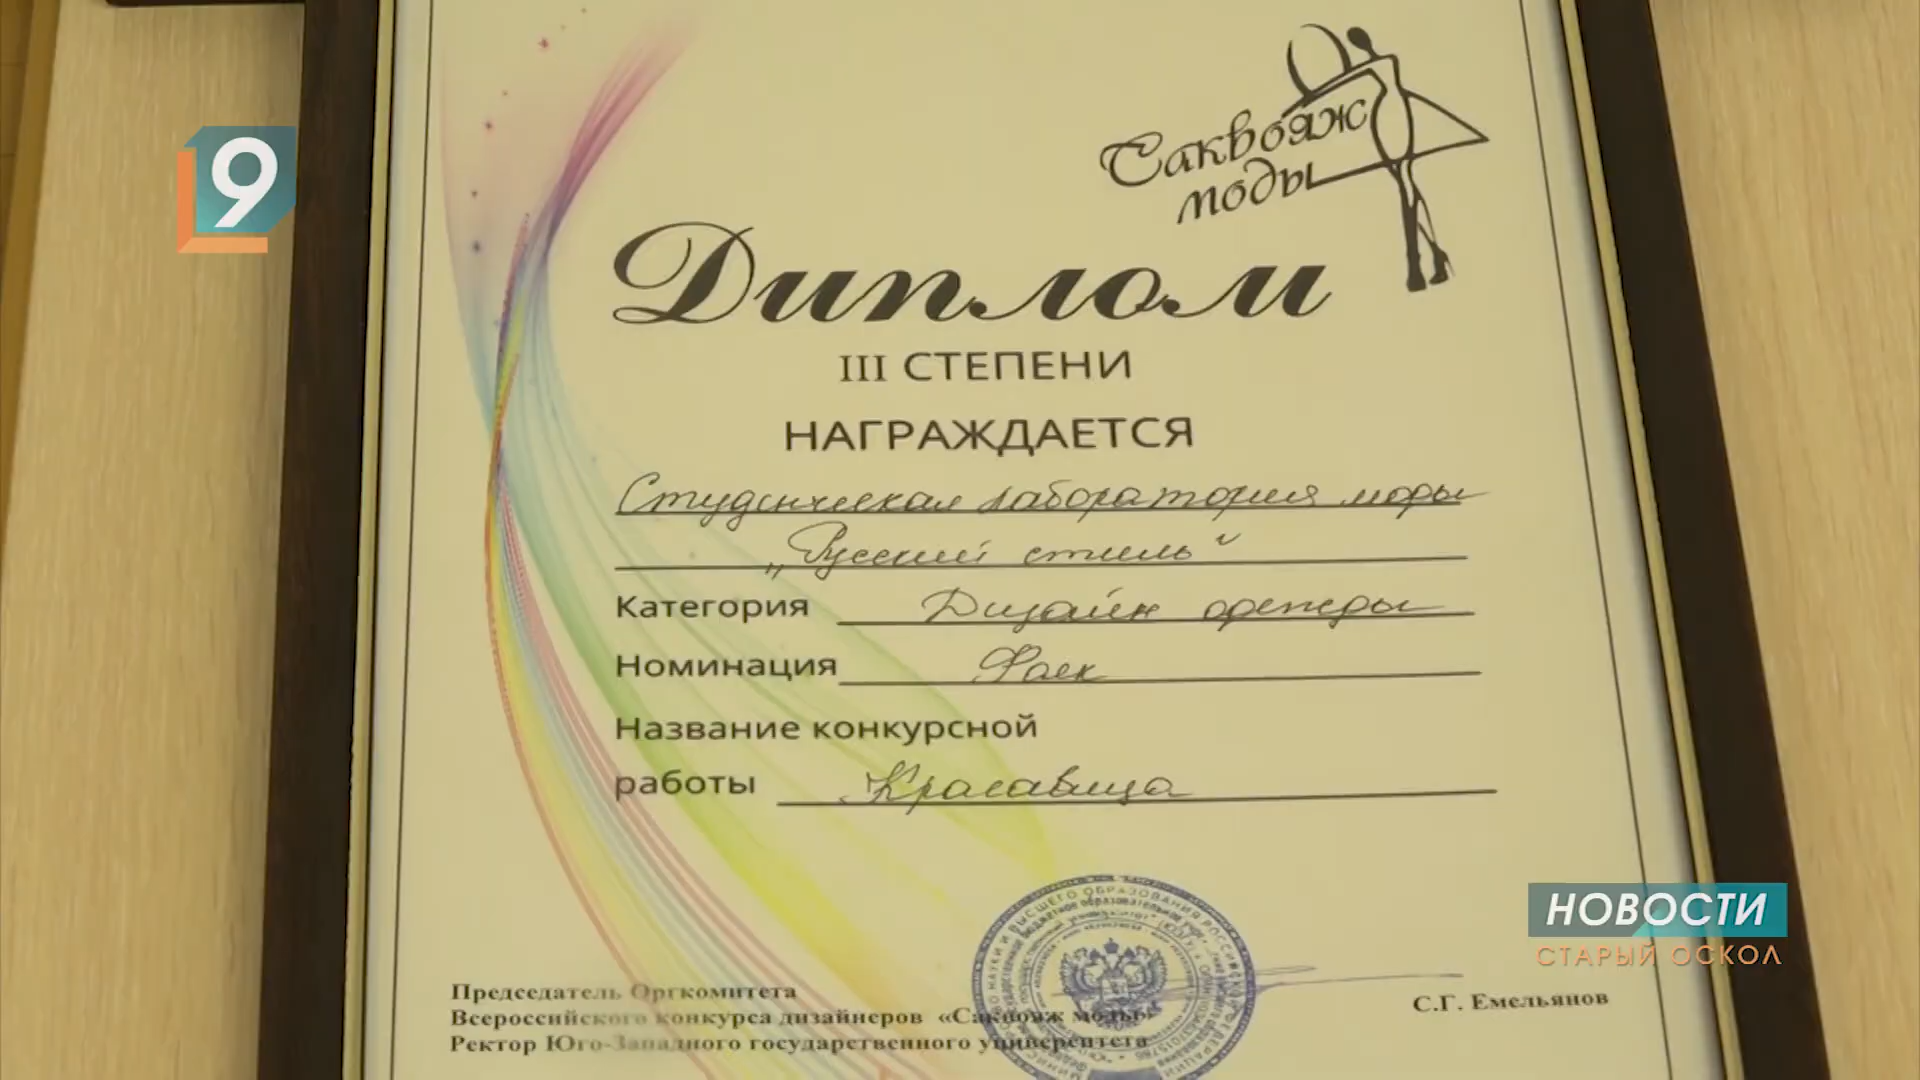 9
Саквояж
моды
Диплом
III СТЕПЕНИ
НАГРАЖДАЕТСЯ
Студенческая лаборатория моды
„Русский стиль“
Категория Дизайн одежды
Номинация Фолк
Название конкурсной
работы Красавица
НОВОСТИ
СТАРЫЙ ОСКОЛ
Председатель Оргкомитета
Всероссийского конкурса дизайнеров «Саквояж моды»
Ректор Юго-Западного государственного университета
С.Г. Емельянов